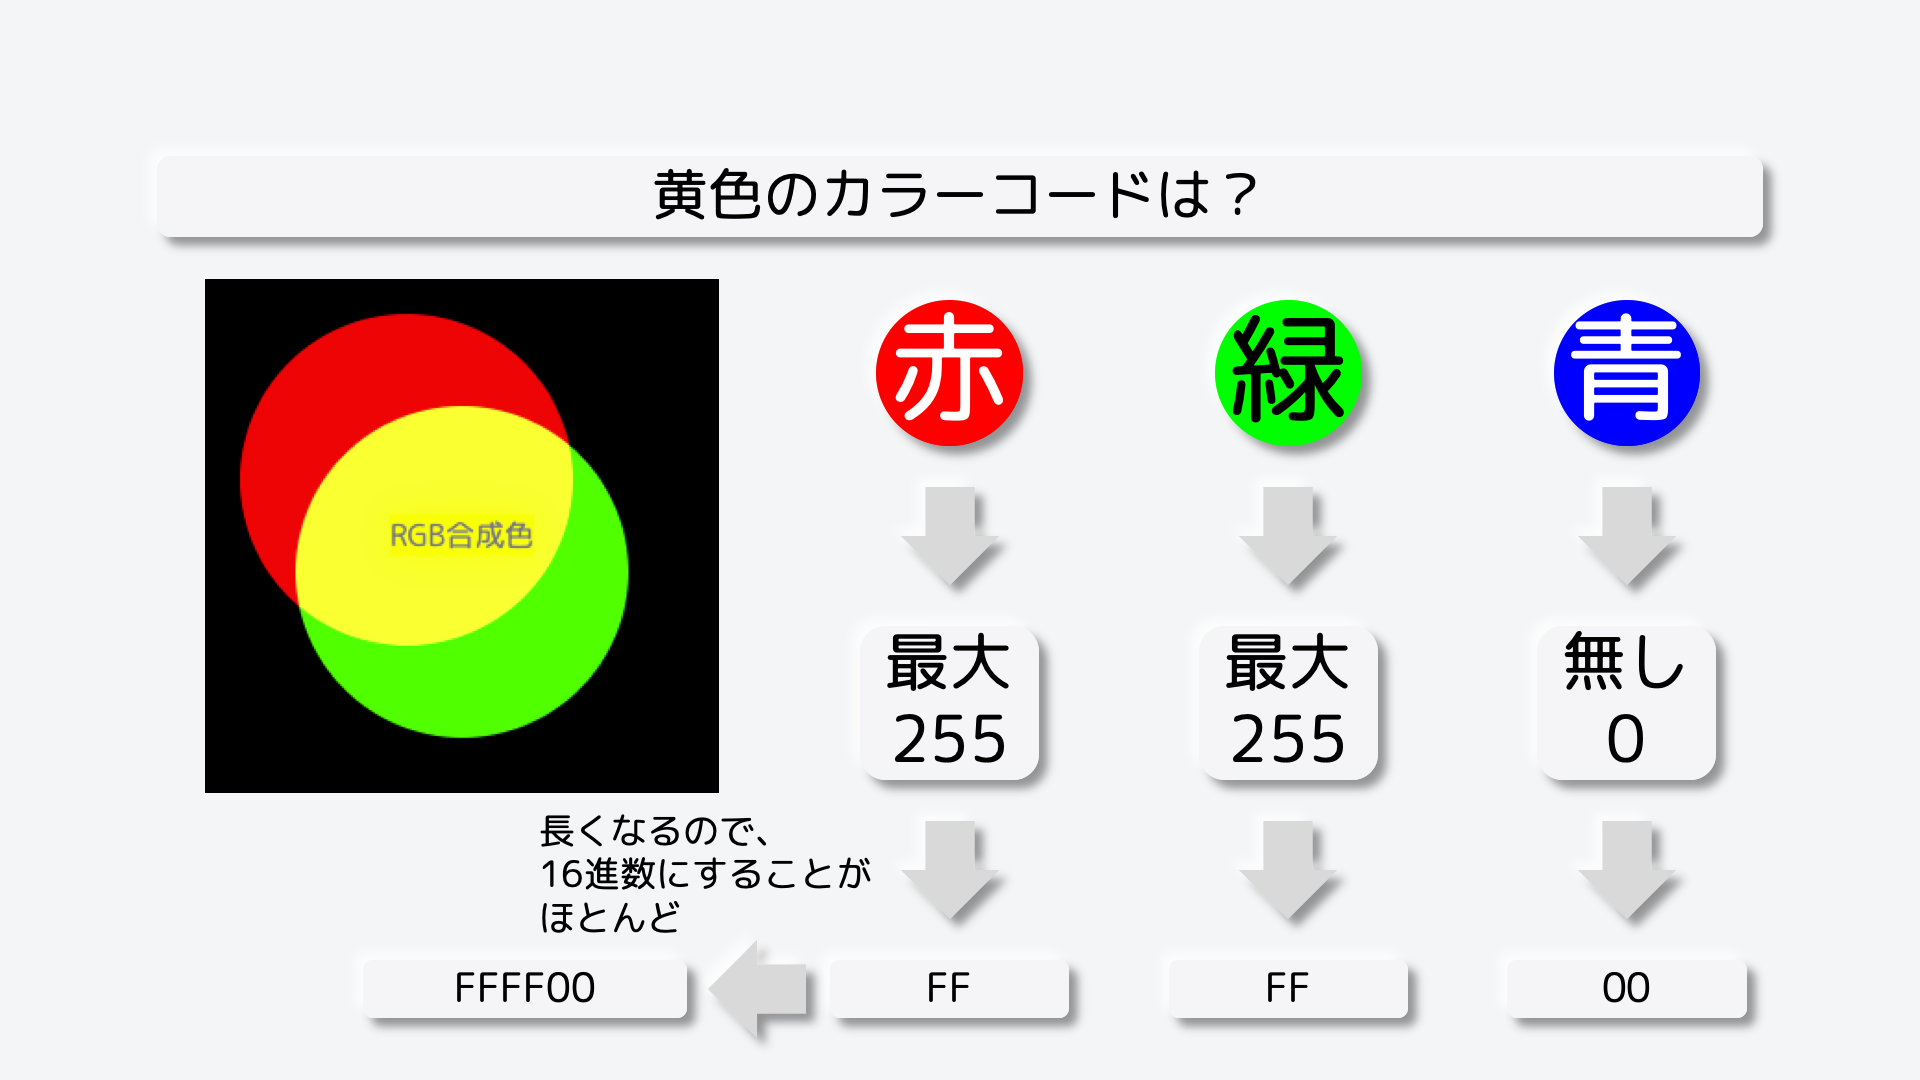 黄色のカラーコードは？
RGB合成色
赤
緑
青
最大
255
最大
255
無し
0
長くなるので、
16進数にすることが
ほとんど
FFFF00
FF
FF
00